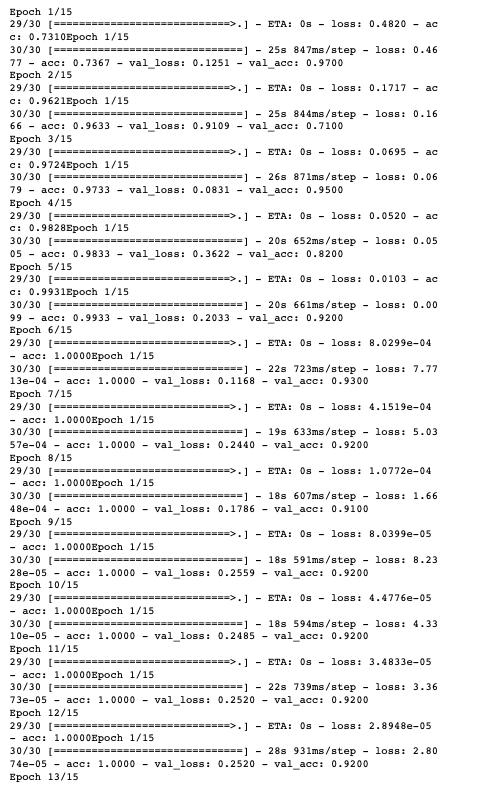 Epoch 1/15
29/30 [============================>.] - ETA: 0s - loss: 0.4820 - ac
c: 0.7310Epoch 1/15
30/30 [==============================] - 25s 847ms/step - loss: 0.46
77 - acc: 0.7367 - val_loss: 0.1251 - val_acc: 0.9700
Epoch 2/15
29/30 [============================>.] - ETA: 0s - loss: 0.1717 - ac
c: 0.9621Epoch 1/15
30/30 [==============================] - 25s 844ms/step - loss: 0.16
66 - acc: 0.9633 - val_loss: 0.9109 - val_acc: 0.7100
Epoch 3/15
29/30 [============================>.] - ETA: 0s - loss: 0.0695 - ac
c: 0.9724Epoch 1/15
30/30 [==============================] - 26s 871ms/step - loss: 0.06
79 - acc: 0.9733 - val_loss: 0.0831 - val_acc: 0.9500
Epoch 4/15
29/30 [============================>.] - ETA: 0s - loss: 0.0520 - ac
c: 0.9828Epoch 1/15
30/30 [==============================] - 20s 652ms/step - loss: 0.05
05 - acc: 0.9833 - val_loss: 0.3622 - val_acc: 0.8200
Epoch 5/15
29/30 [============================>.] - ETA: 0s - loss: 0.0103 - ac
c: 0.9931Epoch 1/15
30/30 [==============================] - 20s 661ms/step - loss: 0.00
99 - acc: 0.9933 - val_loss: 0.2033 - val_acc: 0.9200
Epoch 6/15
29/30 [============================>.] - ETA: 0s - loss: 8.0299e-04
- acc: 1.0000Epoch 1/15
30/30 [==============================] - 22s 723ms/step - loss: 7.77
13e-04 - acc: 1.0000 - val_loss: 0.1168 - val_acc: 0.9300
Epoch 7/15
29/30 [============================>.] - ETA: 0s - loss: 4.1519e-04
- acc: 1.0000Epoch 1/15
30/30 [==============================] - 19s 633ms/step - loss: 5.03
57e-04 - acc: 1.0000 - val_loss: 0.2440 - val_acc: 0.9200
Epoch 8/15
29/30 [============================>.] - ETA: 0s - loss: 1.0772e-04
- acc: 1.0000Epoch 1/15
30/30 [==============================] - 18s 607ms/step - loss: 1.66
48e-04 - acc: 1.0000 - val_loss: 0.1786 - val_acc: 0.9100
Epoch 9/15
29/30 [============================>.] - ETA: 0s - loss: 8.0399e-05
- acc: 1.0000Epoch 1/15
30/30 [==============================] - 18s 591ms/step - loss: 8.23
28e-05 - acc: 1.0000 - val_loss: 0.2559 - val_acc: 0.9200
Epoch 10/15
29/30 [============================>.] - ETA: 0s - loss: 4.4776e-05
- acc: 1.0000Epoch 1/15
30/30 [==============================] - 18s 594ms/step - loss: 4.33
10e-05 - acc: 1.0000 - val_loss: 0.2485 - val_acc: 0.9200
Epoch 11/15
29/30 [============================>.] - ETA: 0s - loss: 3.4833e-05
- acc: 1.0000Epoch 1/15
30/30 [==============================] - 22s 739ms/step - loss: 3.36
73e-05 - acc: 1.0000 - val_loss: 0.2520 - val_acc: 0.9200
Epoch 12/15
29/30 [============================>.] - ETA: 0s - loss: 2.8948e-05
- acc: 1.0000Epoch 1/15
30/30 [==============================] - 28s 931ms/step - loss: 2.80
74e-05 - acc: 1.0000 - val_loss: 0.2520 - val_acc: 0.9200
Epoch 13/15